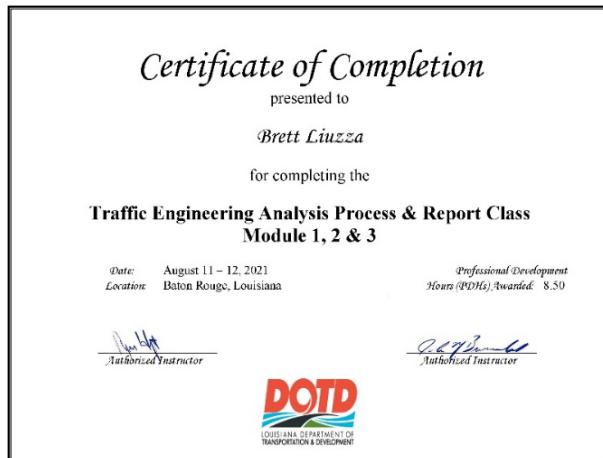 Certificate of Completion
presented to
Brett Liuzza
for completing the
Traffic Engineering Analysis Process & Report Class
Module 1, 2 & 3
Date: August 11 – 12, 2021
Location: Baton Rouge, Louisiana
Professional Development
Hours (PDHs) Awarded: 8.50
Authorized Instructor
Authorized Instructor
DOTD
LOUISIANA DEPARTMENT OF
TRANSPORTATION & DEVELOPMENT